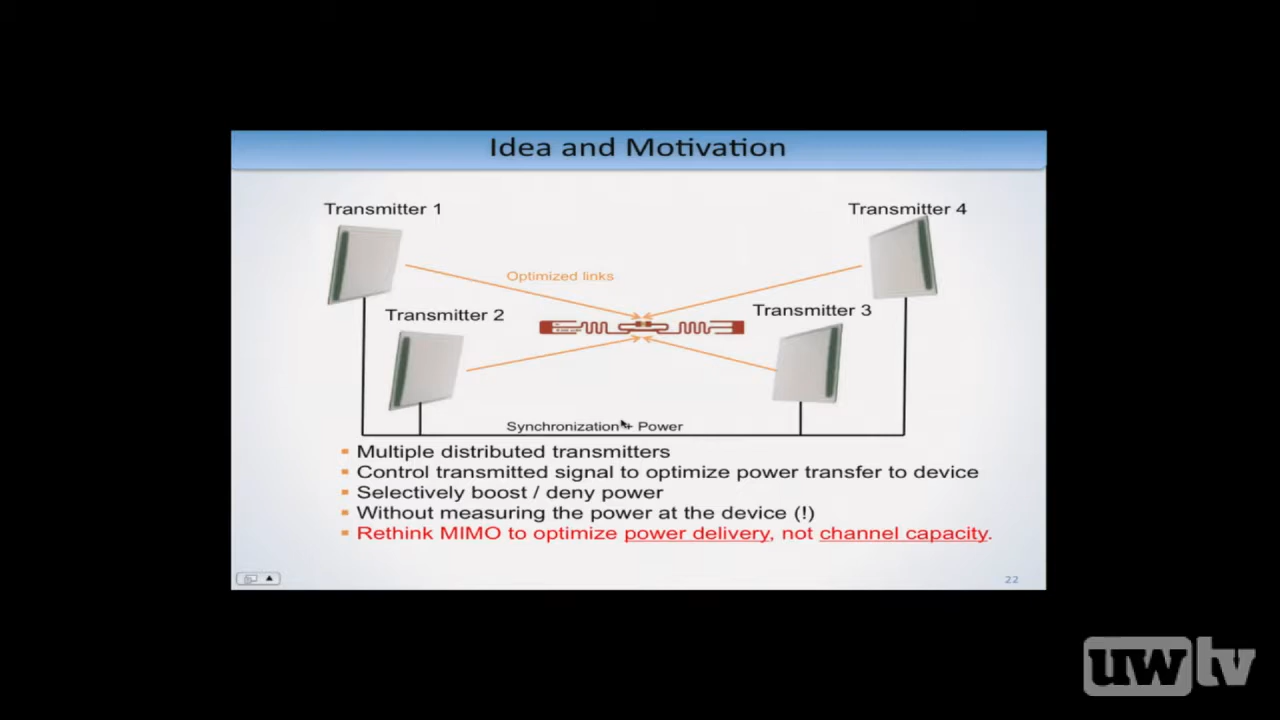 Idea and Motivation
Transmitter 1
Transmitter 4
Optimized links
Transmitter 2
Transmitter 3
Synchronization + Power
Multiple distributed transmitters
Control transmitted signal to optimize power transfer to device
Selectively boost / deny power
Without measuring the power at the device (!)
Rethink MIMO to optimize power delivery, not channel capacity.
22
uwtv